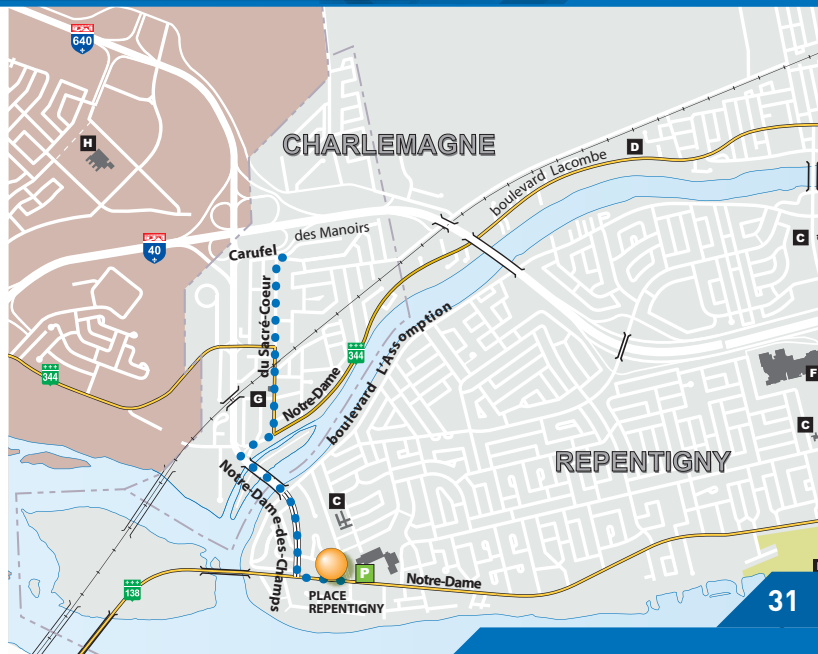 640
H
CHARLEMAGNE
D
boulevard Lacombe
des Manoirs
40
Carufel
C
du Sacré-Coeur
344
boulevard L'Assomption
344
F
Notre-Dame
G
C
REPENTIGNY
Notre-Dame-des-Champs
C
P
Notre-Dame
138
PLACE
REPENTIGNY
31